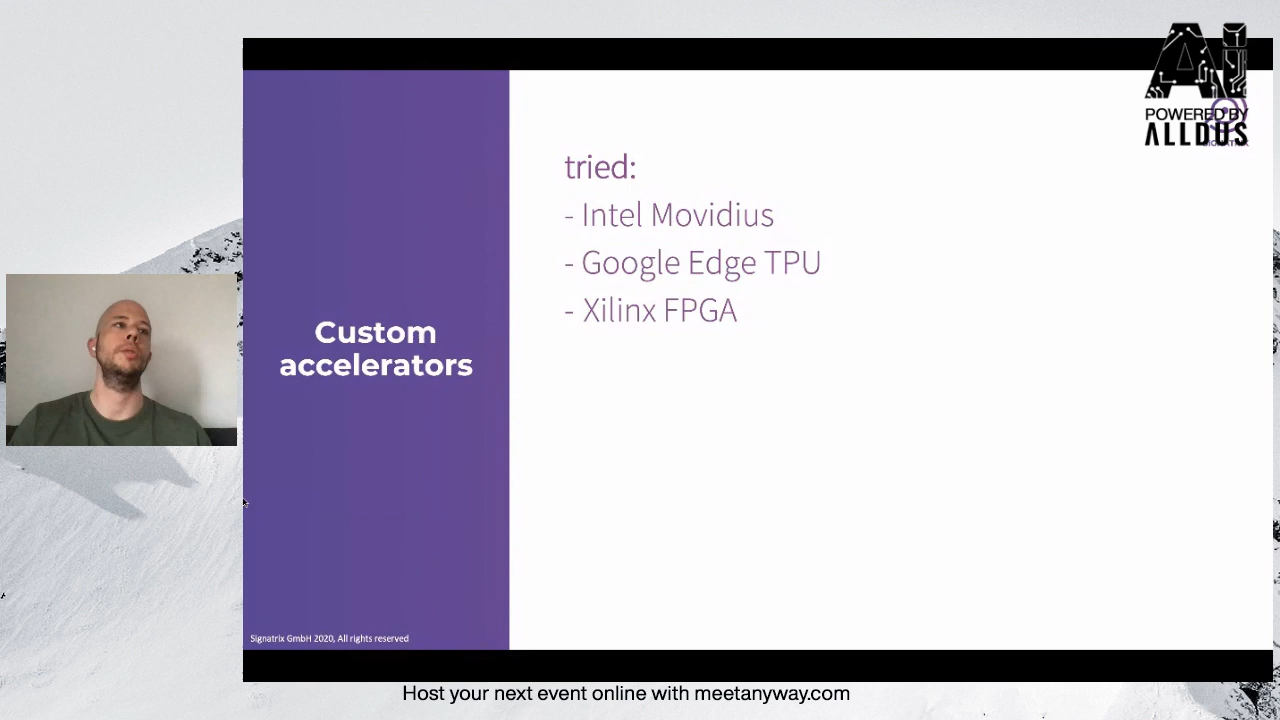 AI
POWERED BY
ALLDUS
tried:
- Intel Movidius
- Google Edge TPU
- Xilinx FPGA
Custom
accelerators
Signatrix GmbH 2020, All rights reserved
Host your next event online with meetanyway.com